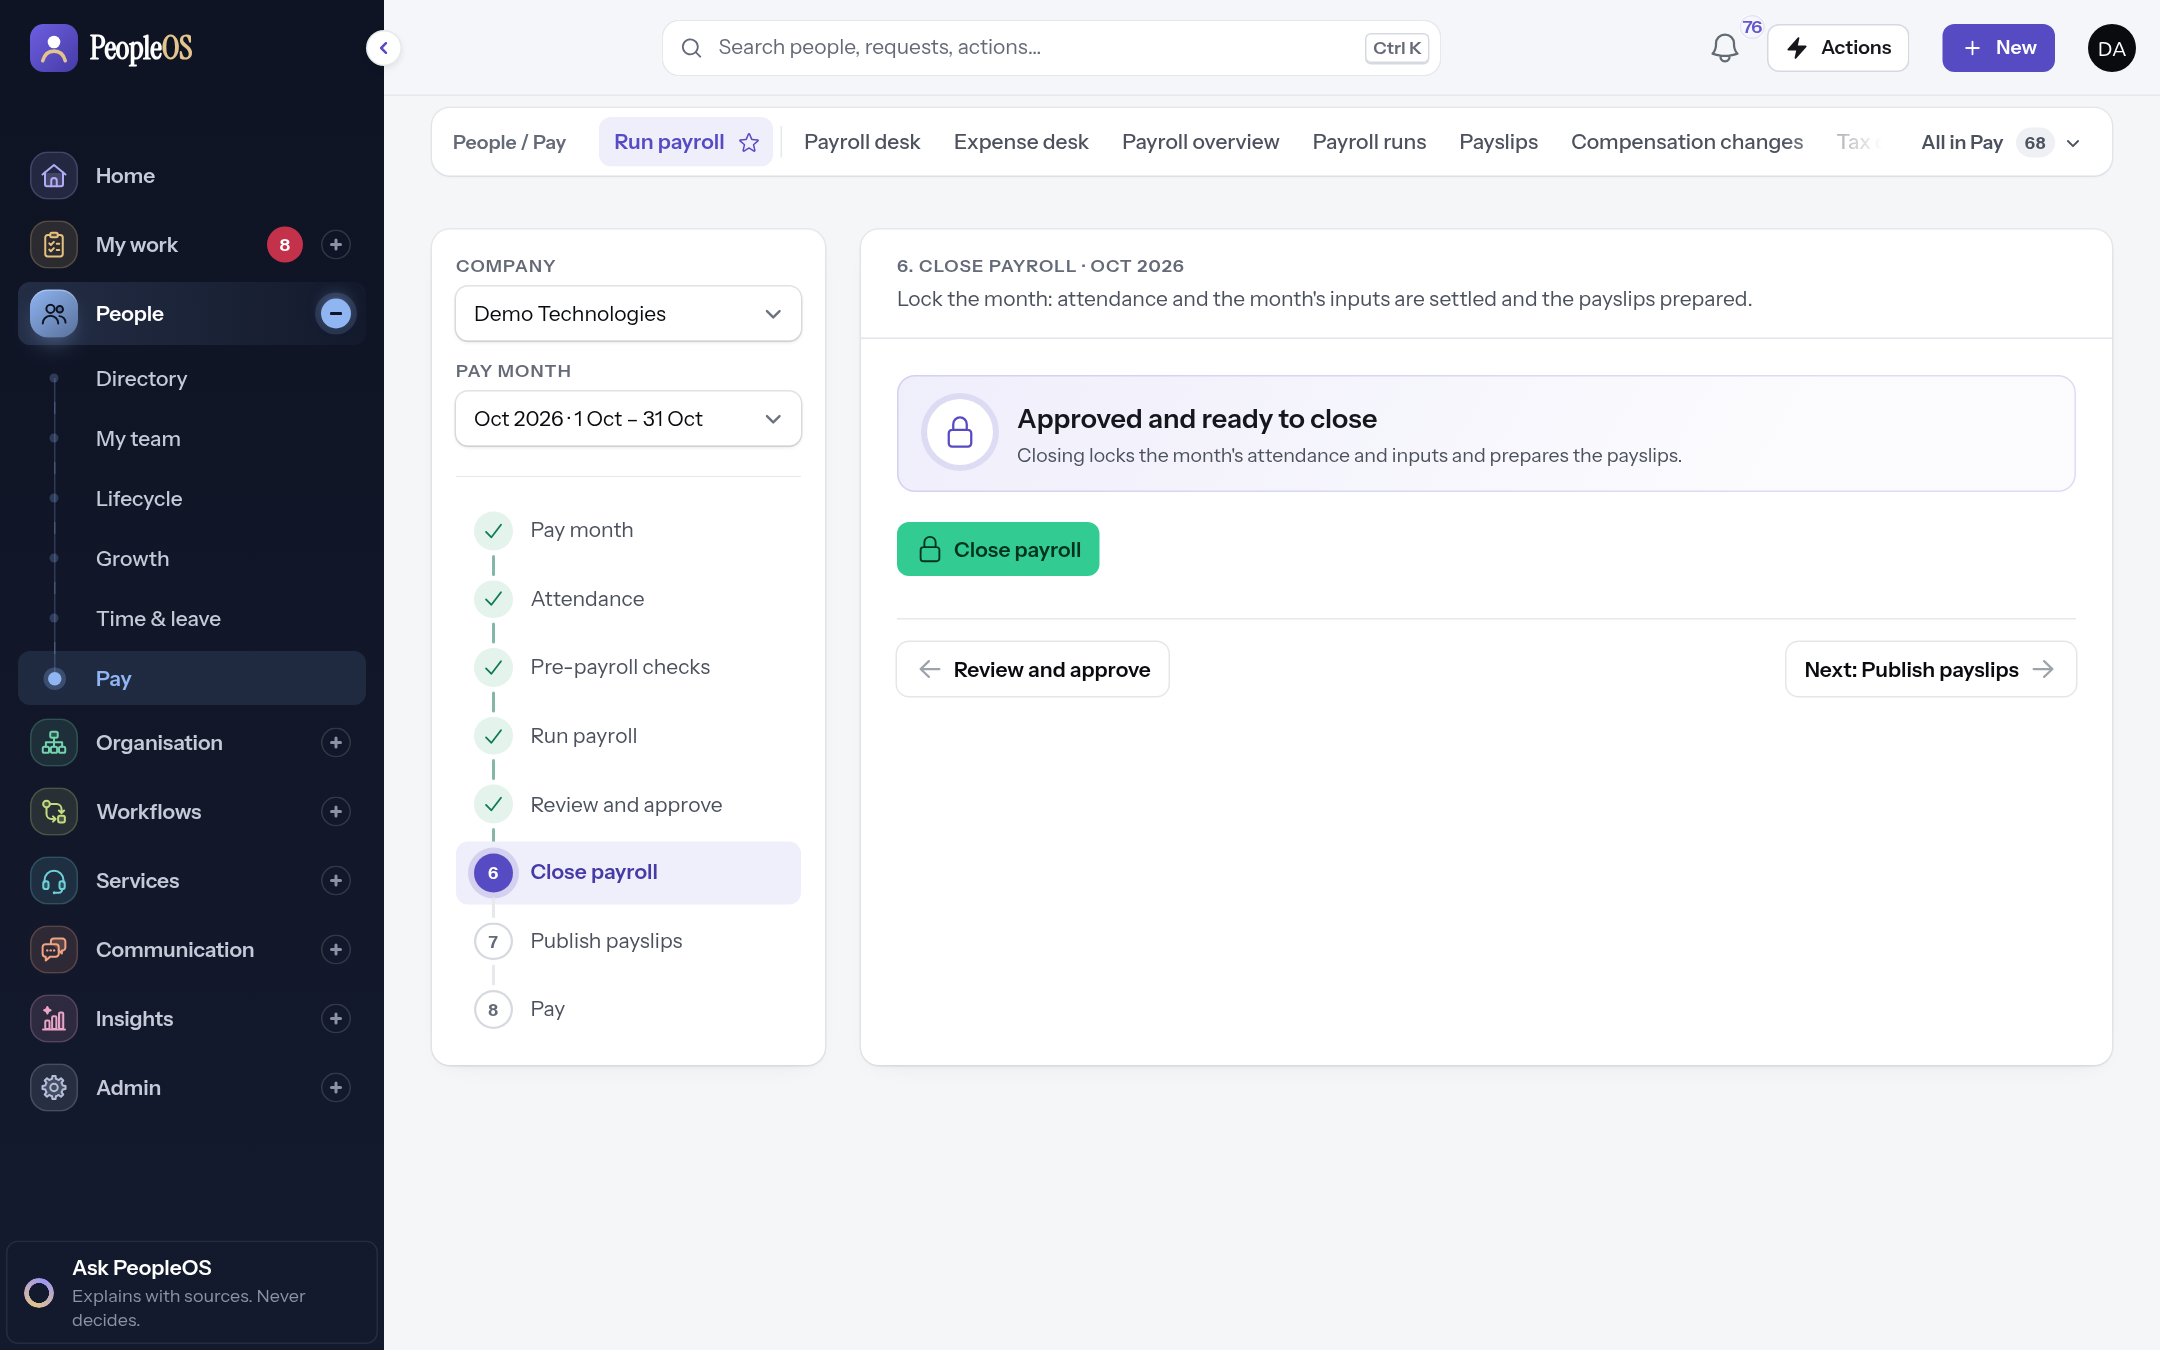 PeopleOS
Search people, requests, actions...
Ctrl K
76
Actions
New
DA
Home
My work
8
People
Directory
My team
Lifecycle
Growth
Time & leave
Pay
Organisation
Workflows
Services
Communication
Insights
Admin
Ask PeopleOS
Explains with sources. Never
decides.
People / Pay
Run payroll
Payroll desk
Expense desk
Payroll overview
Payroll runs
Payslips
Compensation changes
Tax
All in Pay
68
COMPANY
Demo Technologies
PAY MONTH
Oct 2026 · 1 Oct – 31 Oct
Pay month
Attendance
Pre-payroll checks
Run payroll
Review and approve
6
Close payroll
7
Publish payslips
8
Pay
6. CLOSE PAYROLL · OCT 2026
Lock the month: attendance and the month's inputs are settled and the payslips prepared.
Approved and ready to close
Closing locks the month's attendance and inputs and prepares the payslips.
Close payroll
Review and approve
Next: Publish payslips